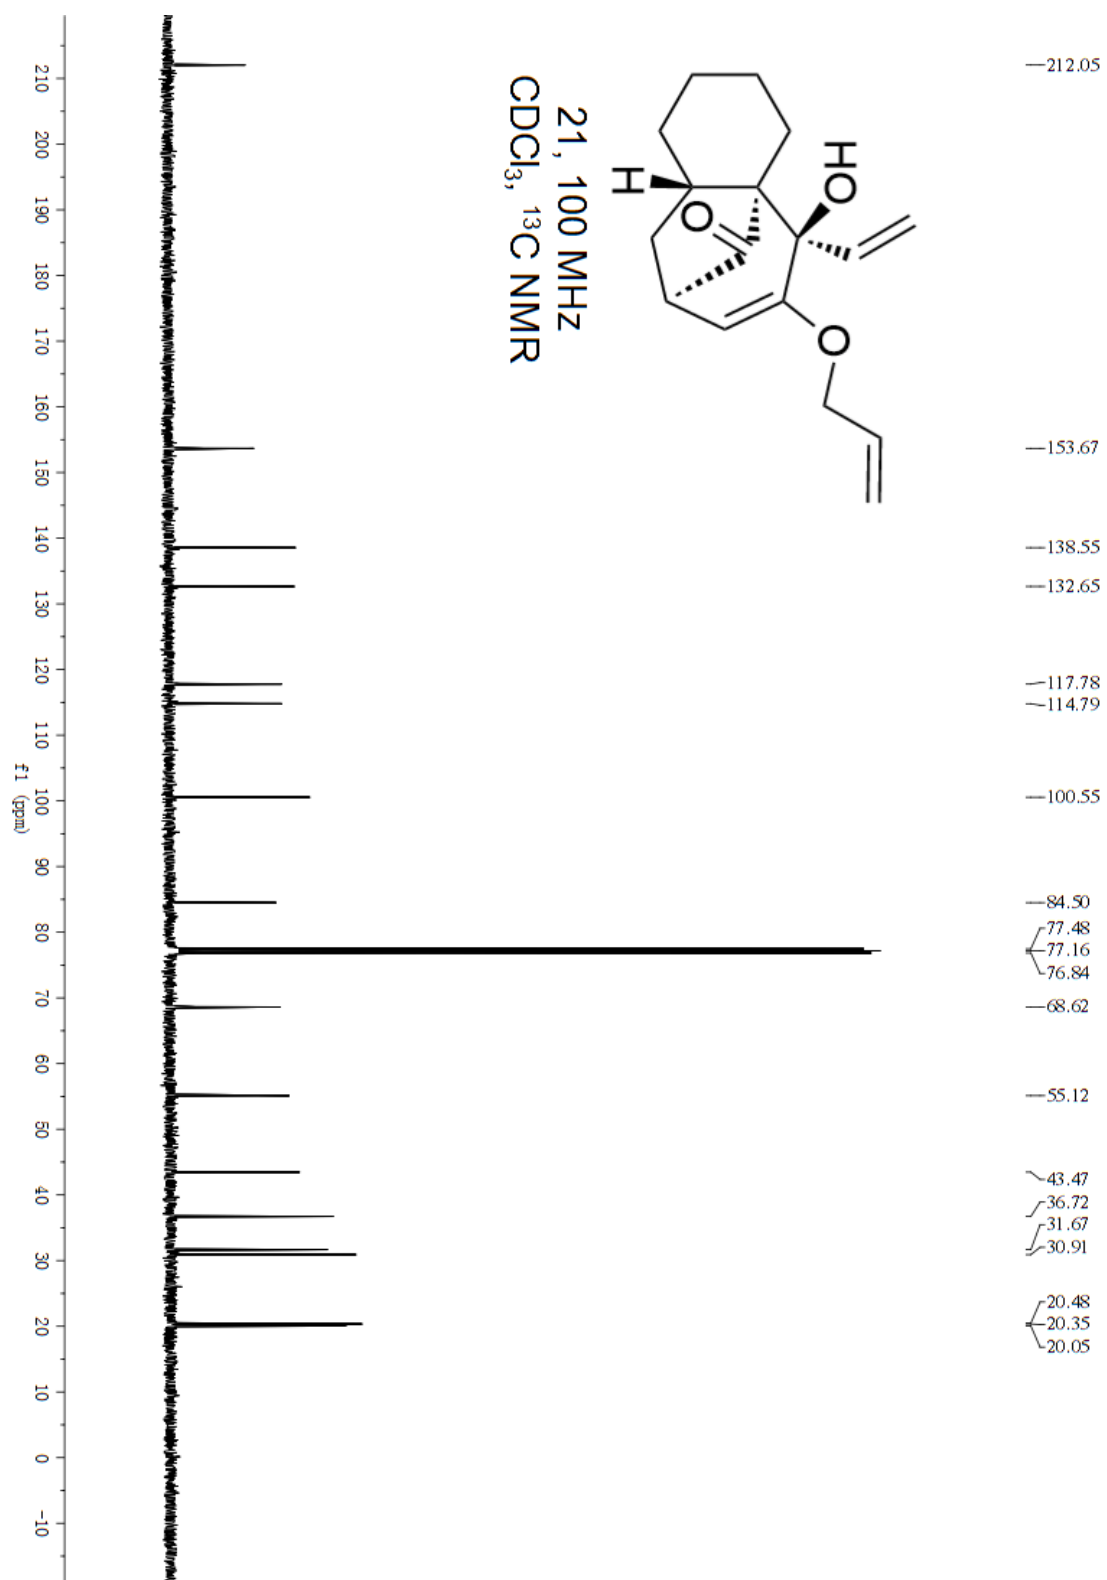 212.05
153.67
138.55
132.65
117.78
114.79
100.55
84.50
77.48
77.16
76.84
68.62
55.12
43.47
36.72
31.67
30.91
20.48
20.35
20.05
HO
H
O
O
21, 100 MHz
CDCl₃, ¹³C NMR
210 200 190 180 170 160 150 140 130 120 110 100 90 80 70 60 50 40 30 20 10 0 -10
f1 (ppm)